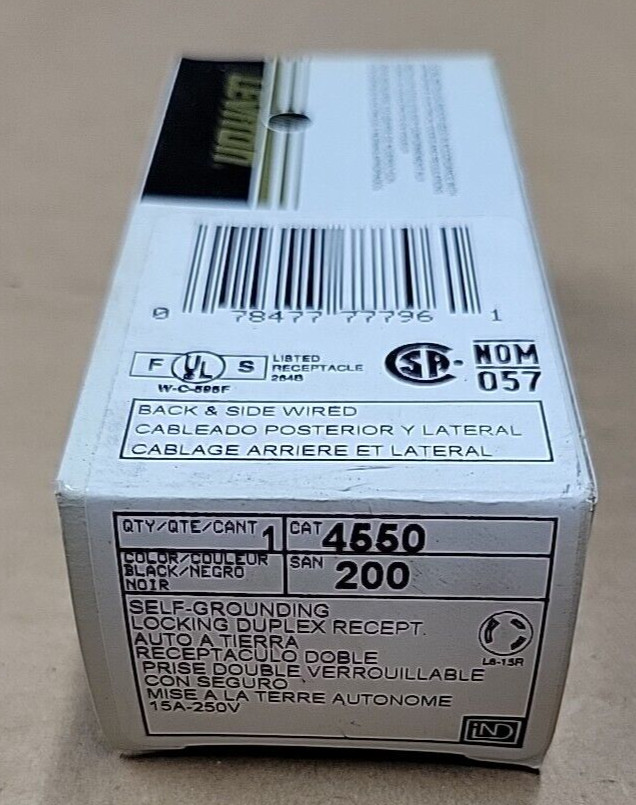 LEVITON
0 78477 77796 1
F UL S LISTED RECEPTACLE 264B
W-C-596F
CSA NOM 057
BACK & SIDE WIRED
CABLEADO POSTERIOR Y LATERAL
CABLAGE ARRIERE ET LATERAL
QTY/QTE/CANT 1 CAT 4550
COLOR/COULEUR SAN 200
BLACK/NEGRO
NOIR
SELF-GROUNDING
LOCKING DUPLEX RECEPT.
AUTO A TIERRA
RECEPTACULO DOBLE
PRISE DOUBLE VERROUILLABLE
CON SEGURO
MISE A LA TERRE AUTONOME
15A-250V
L6-15R
IND